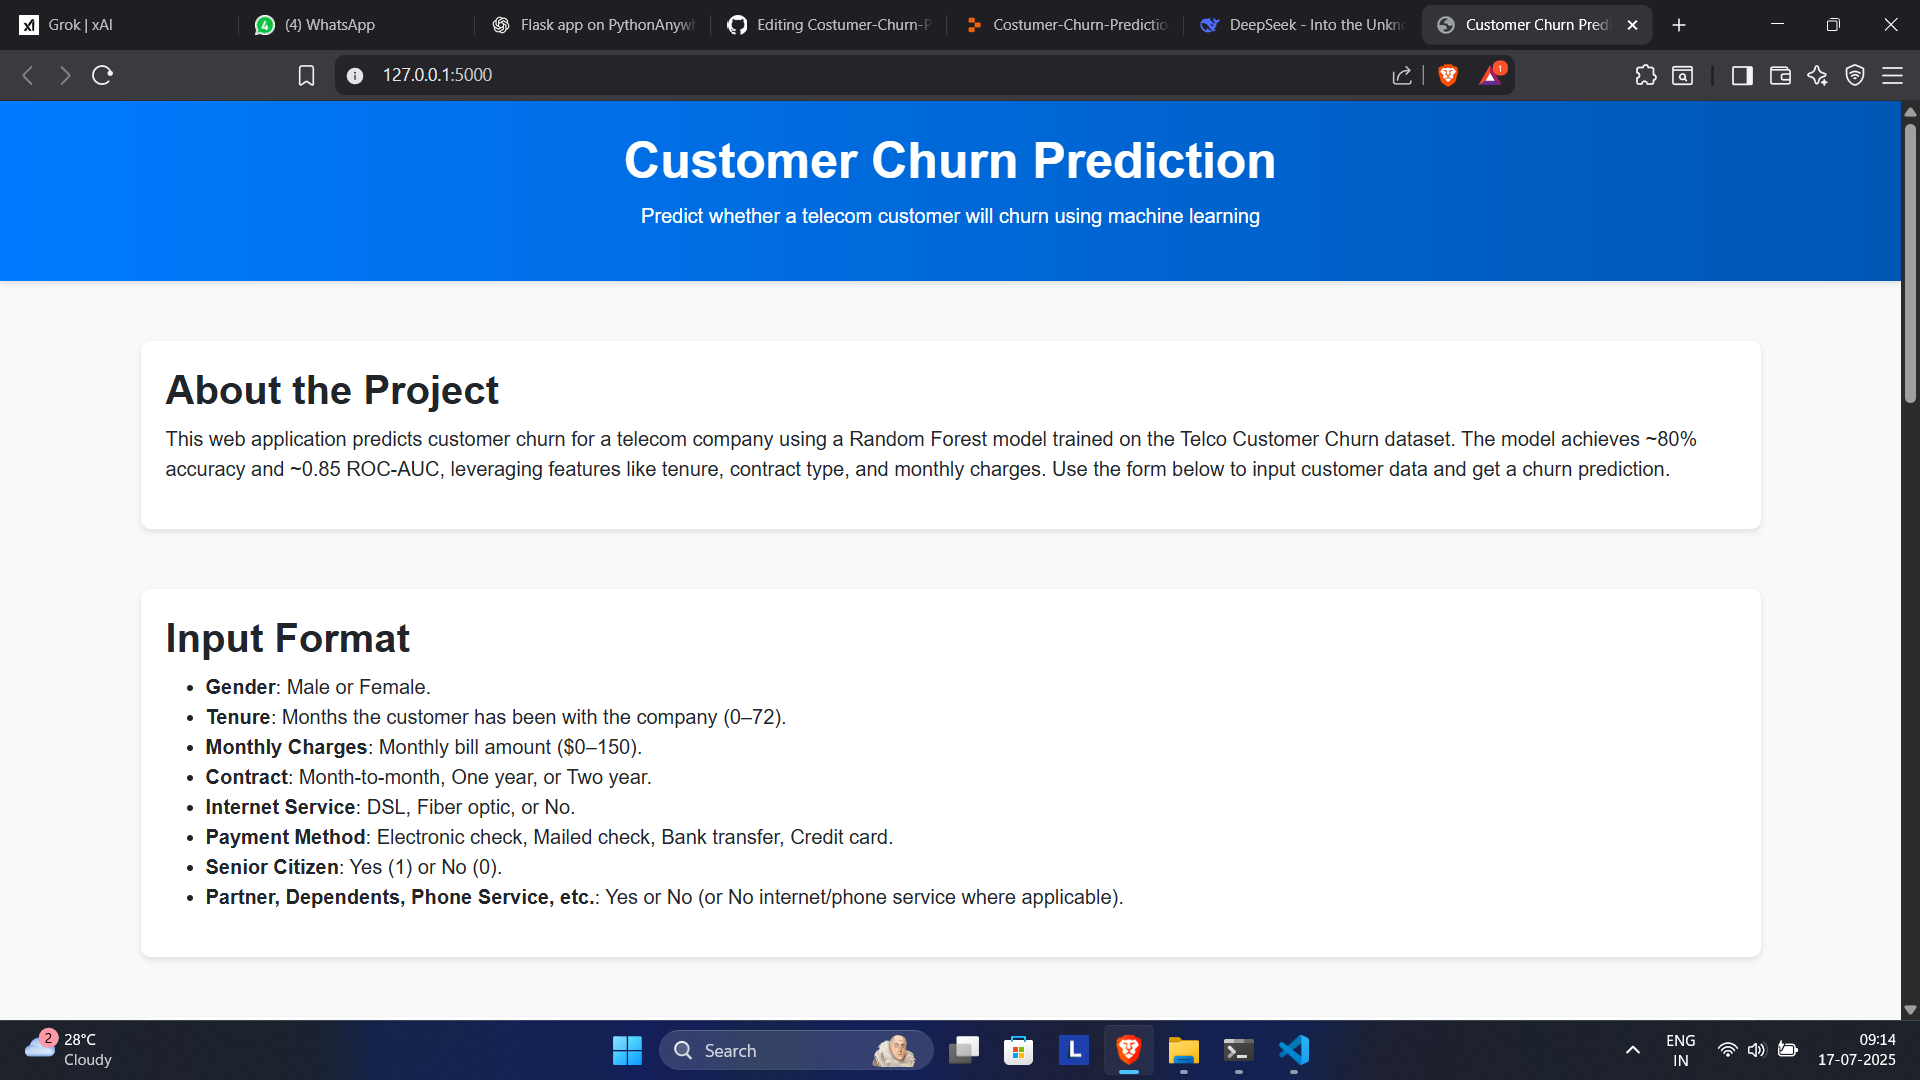 Grok | xAI
(4) WhatsApp
Flask app on PythonAnyw
Editing Costumer-Churn-P
Costumer-Churn-Predictio
DeepSeek - Into the Unkn
Customer Churn Pred
127.0.0.1:5000
1
Customer Churn Prediction
Predict whether a telecom customer will churn using machine learning
About the Project
This web application predicts customer churn for a telecom company using a Random Forest model trained on the Telco Customer Churn dataset. The model achieves ~80%
accuracy and ~0.85 ROC-AUC, leveraging features like tenure, contract type, and monthly charges. Use the form below to input customer data and get a churn prediction.
Input Format
• Gender: Male or Female.
• Tenure: Months the customer has been with the company (0–72).
• Monthly Charges: Monthly bill amount ($0–150).
• Contract: Month-to-month, One year, or Two year.
• Internet Service: DSL, Fiber optic, or No.
• Payment Method: Electronic check, Mailed check, Bank transfer, Credit card.
• Senior Citizen: Yes (1) or No (0).
• Partner, Dependents, Phone Service, etc.: Yes or No (or No internet/phone service where applicable).
2
28°C
Cloudy
Search
L
ENG
IN
09:14
17-07-2025